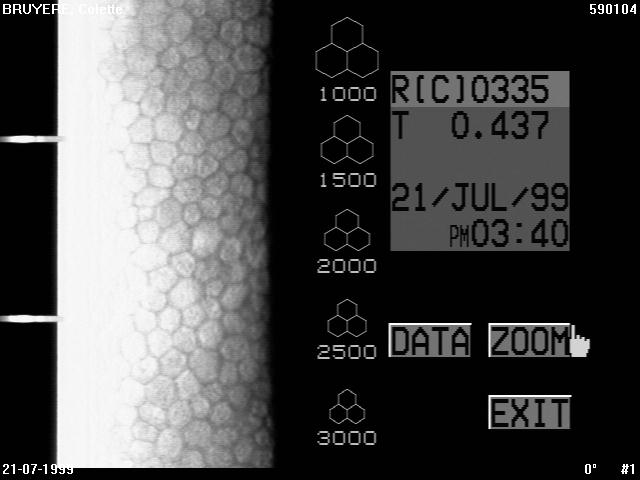 BRUYERE, Colette
590104
1000
1500
2000
2500
3000
R[C]0335
T 0.437
21/JUL/99
PM03:40
DATA ZOOM
EXIT
21-07-1999
0° #1